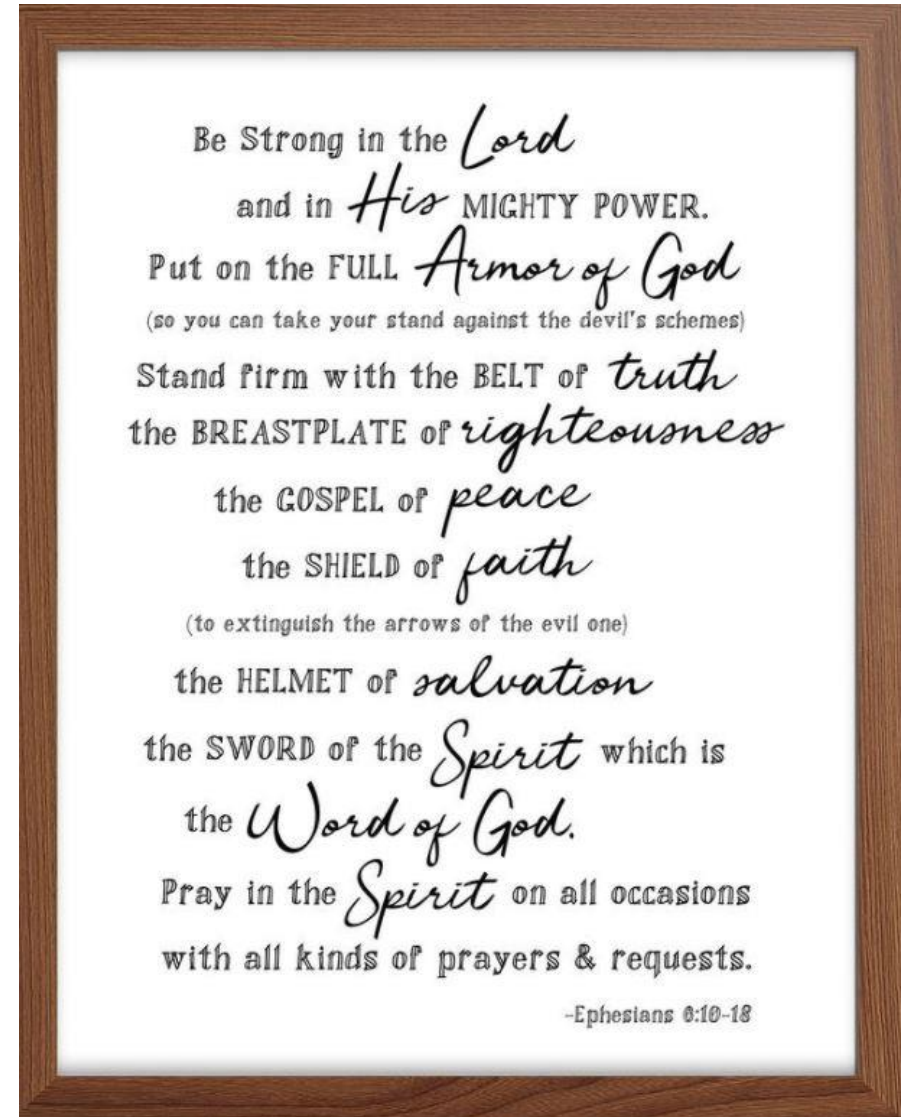 Be Strong in the Lord
and in His MIGHTY POWER.
Put on the FULL Armor of God
(so you can take your stand against the devil's schemes)
Stand firm with the BELT of truth
the BREASTPLATE of righteousness
the GOSPEL of peace
the SHIELD of faith
(to extinguish the arrows of the evil one)
the HELMET of salvation
the SWORD of the Spirit which is
the Word of God.
Pray in the Spirit on all occasions
with all kinds of prayers & requests.
-Ephesians 6:10-18